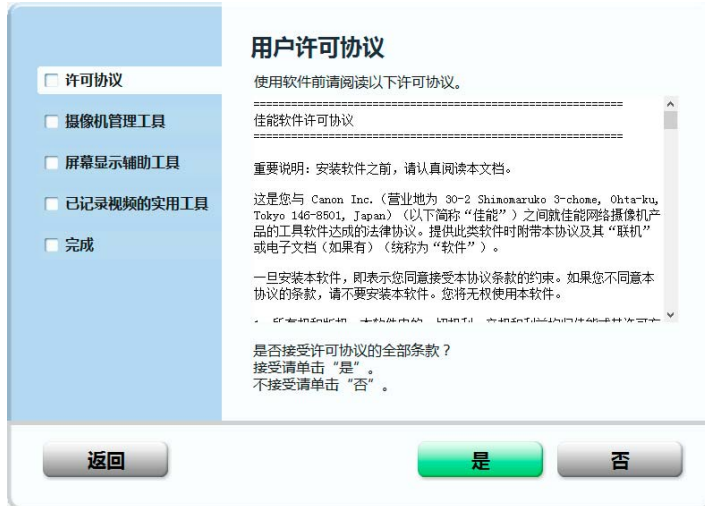 用户许可协议
许可协议
摄像机管理工具
屏幕显示辅助工具
已记录视频的实用工具
完成
使用软件前请阅读以下许可协议。
===========================================================
佳能软件许可协议
===========================================================
重要说明：安装软件之前，请认真阅读本文档。
这是您与 Canon Inc.（营业地为 30-2 Shimomaruko 3-chome, Ohta-ku,
Tokyo 146-8501, Japan）（以下简称“佳能”）之间就佳能网络摄像机产
品的工具软件达成的法律协议。提供此类软件时附带本协议及其“联机”
或电子文档（如果有）（统称为“软件”）。
一旦安装本软件，即表示您同意接受本协议条款的约束。如果您不同意本
协议的条款，请不要安装本软件。您将无权使用本软件。
是否接受许可协议的全部条款？
接受请单击“是”。
不接受请单击“否”。
返回
是
否